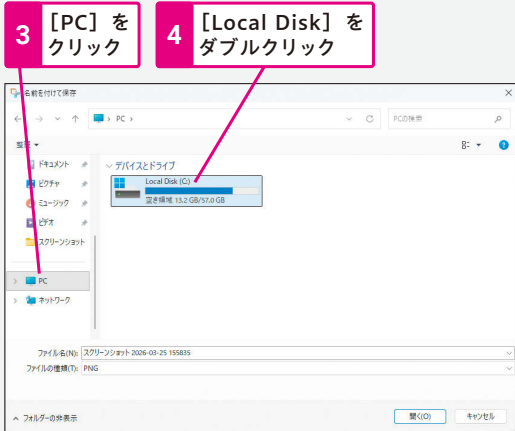 3 [PC]を
クリック
4 [Local Disk]を
ダブルクリック
名前を付けて保存
PC
PCの検索
整理
ドキュメント
ピクチャ
ミュージック
ビデオ
スクリーンショット
PC
ネットワーク
デバイスとドライブ
Local Disk (C:)
空き領域 13.2 GB/57.0 GB
ファイル名(N): スクリーンショット 2026-03-25 155835
ファイルの種類(T): PNG
フォルダーの非表示
開く(O)
キャンセル